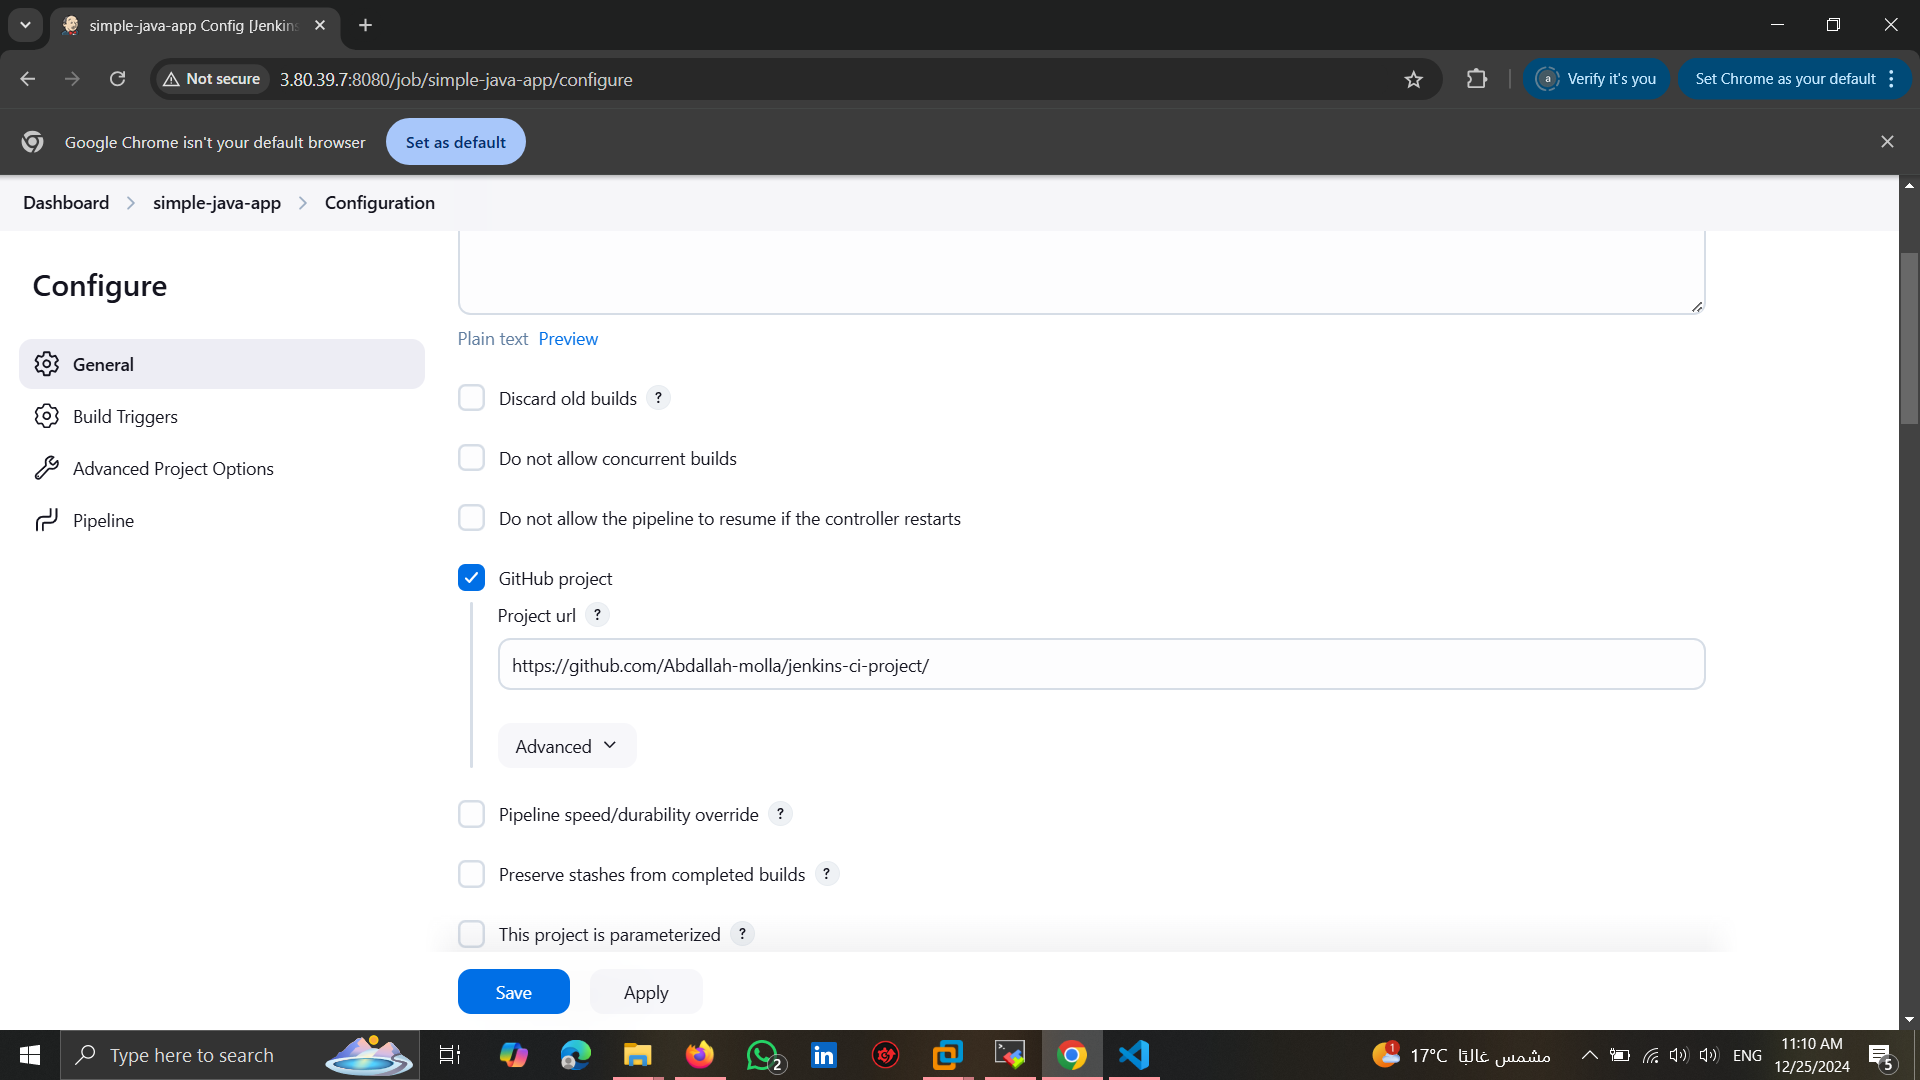 simple-java-app Config [Jenkins
Not secure
3.80.39.7:8080/job/simple-java-app/configure
a
Verify it's you
Set Chrome as your default
Google Chrome isn't your default browser
Set as default
Dashboard
simple-java-app
Configuration
Configure
General
Build Triggers
Advanced Project Options
Pipeline
Plain text Preview
Discard old builds ?
Do not allow concurrent builds
Do not allow the pipeline to resume if the controller restarts
GitHub project
Project url ?
https://github.com/Abdallah-molla/jenkins-ci-project/
Advanced
Pipeline speed/durability override ?
Preserve stashes from completed builds ?
This project is parameterized ?
Save
Apply
Type here to search
2
in
1
17°C مشمس غالبًا
ENG
11:10 AM
12/25/2024
5